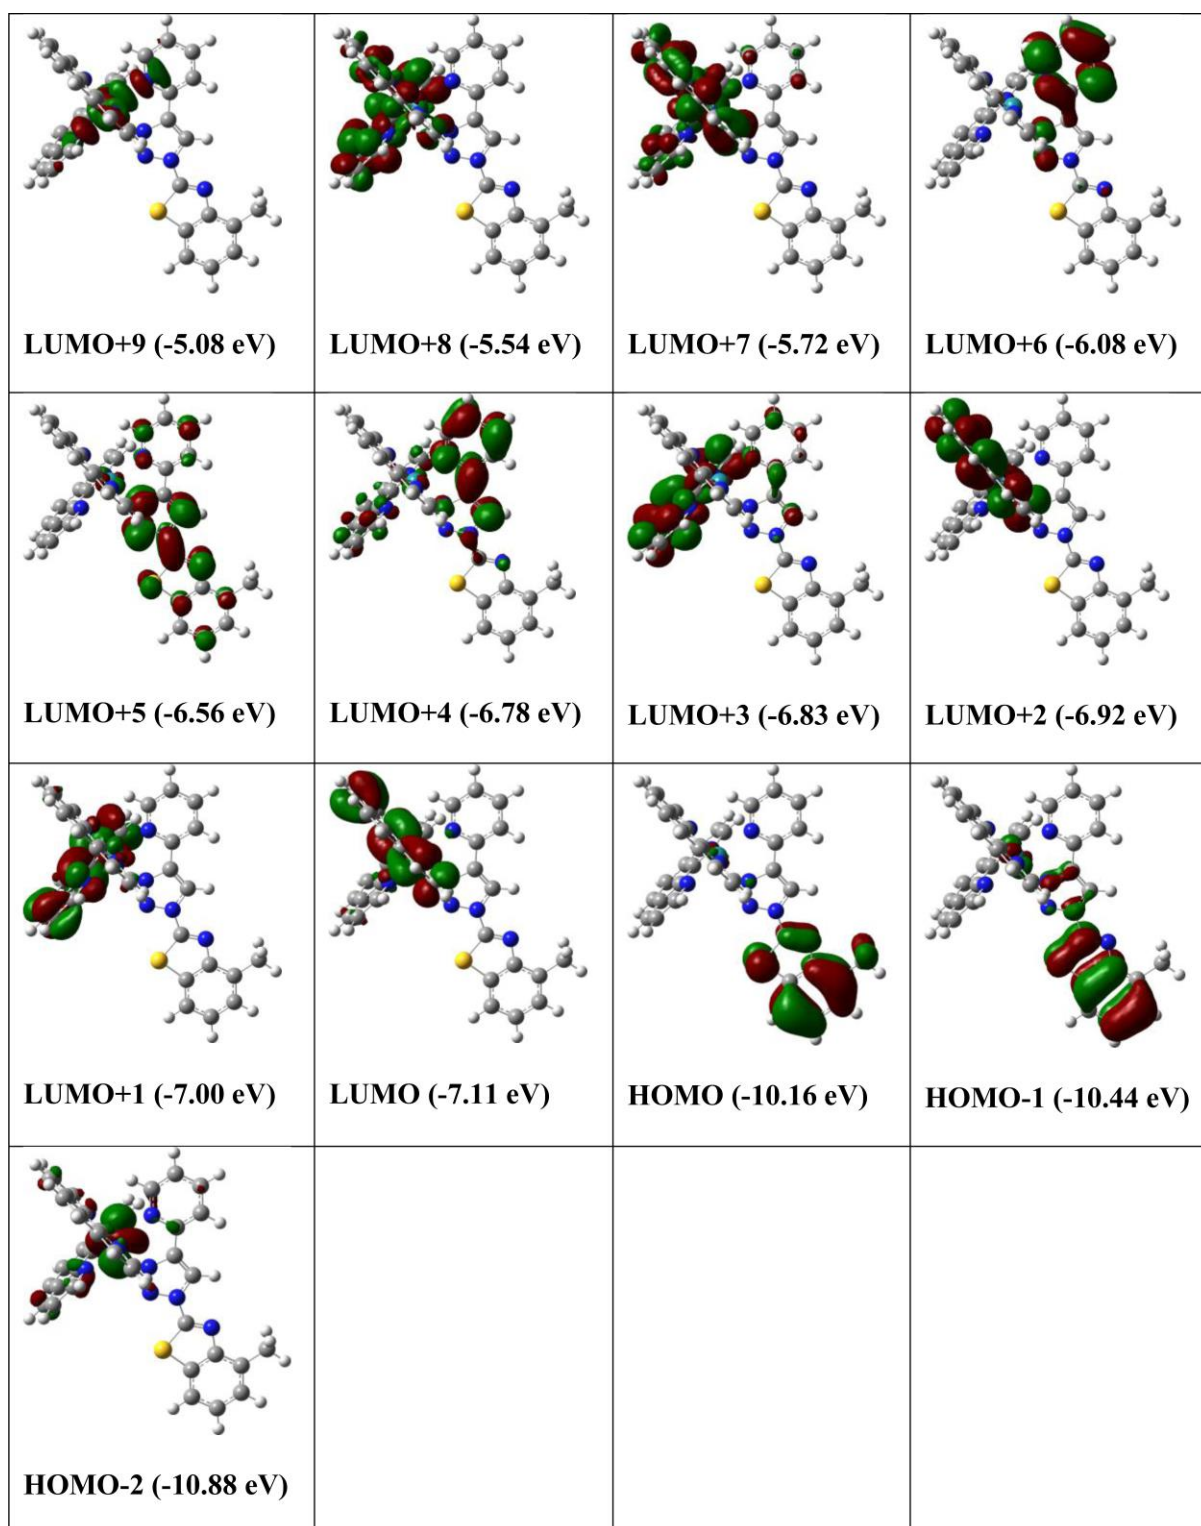 LUMO+9 (-5.08 eV)
LUMO+8 (-5.54 eV)
LUMO+7 (-5.72 eV)
LUMO+6 (-6.08 eV)
LUMO+5 (-6.56 eV)
LUMO+4 (-6.78 eV)
LUMO+3 (-6.83 eV)
LUMO+2 (-6.92 eV)
LUMO+1 (-7.00 eV)
LUMO (-7.11 eV)
HOMO (-10.16 eV)
HOMO-1 (-10.44 eV)
HOMO-2 (-10.88 eV)